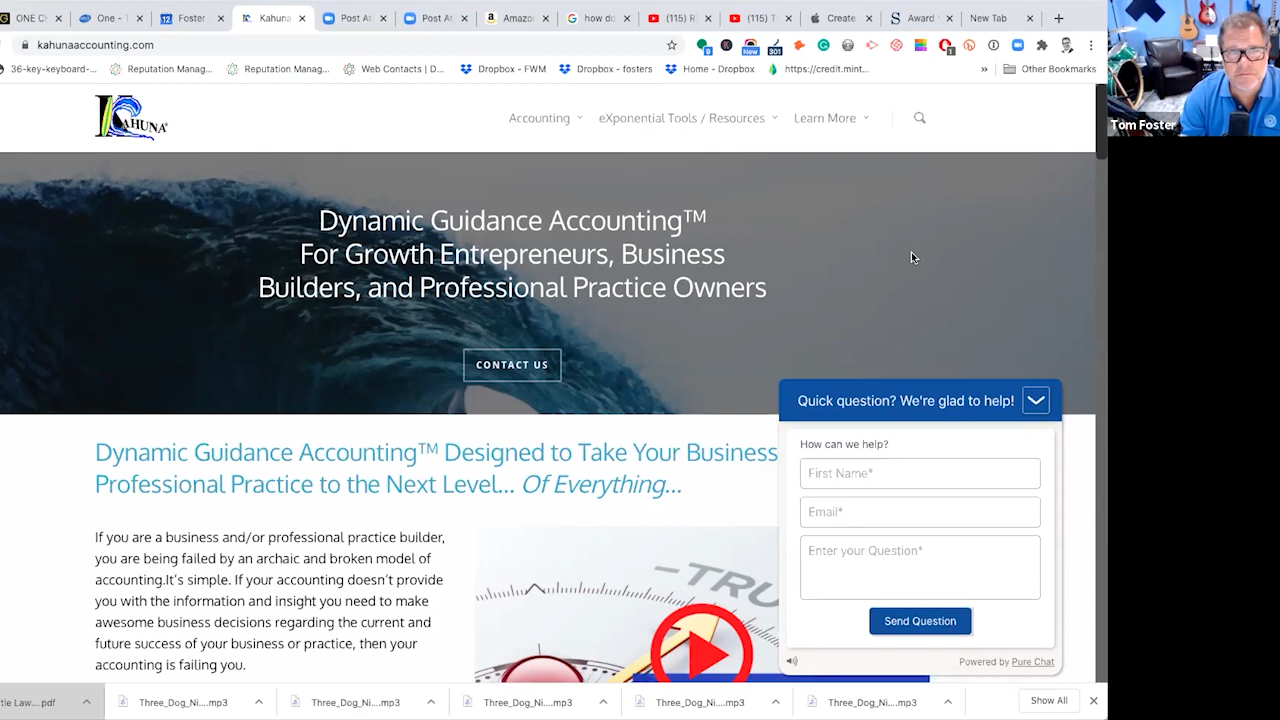 ONE C
One - T
12
Foster
Kahuna
Post At
Post At
Amazon
how do
(115) R
(115) T
Create
Award
New Tab
kahunaaccounting.com
New
301
36-key-keyboard-...
Reputation Manag...
Reputation Manag...
Web Contacts | D...
Dropbox - FWM
Dropbox - fosters
Home - Dropbox
https://credit.mint...
»
Other Bookmarks
Tom Foster
KAHUNA
Accounting
eXponential Tools / Resources
Learn More
Dynamic Guidance Accounting™
For Growth Entrepreneurs, Business
Builders, and Professional Practice Owners
CONTACT US
Quick question? We're glad to help!
How can we help?
First Name*
Email*
Enter your Question*
Send Question
Powered by Pure Chat
Dynamic Guidance Accounting™ Designed to Take Your Business
Professional Practice to the Next Level... Of Everything...
If you are a business and/or professional practice builder,
you are being failed by an archaic and broken model of
accounting.It's simple. If your accounting doesn't provide
you with the information and insight you need to make
awesome business decisions regarding the current and
future success of your business or practice, then your
accounting is failing you.
TRU
tle Law....pdf
Three_Dog_Ni....mp3
Three_Dog_Ni....mp3
Three_Dog_Ni....mp3
Three_Dog_Ni....mp3
Three_Dog_Ni....mp3
Show All